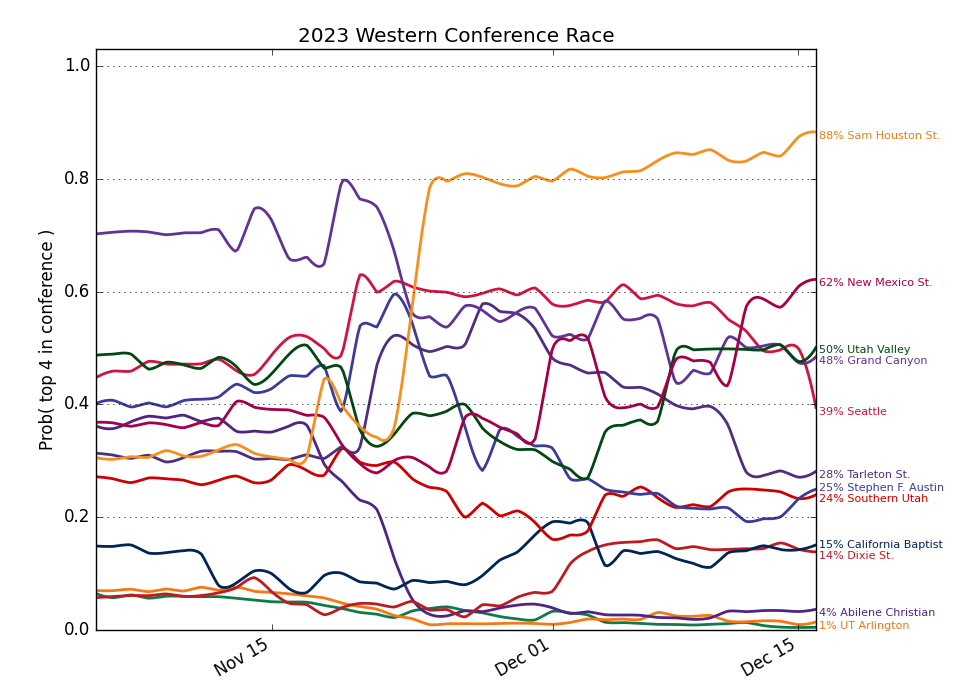 2023 Western Conference Race
Prob( top 4 in conference )
1.0
0.8
0.6
0.4
0.2
0.0
Nov 15
Dec 01
Dec 15
88% Sam Houston St.
62% New Mexico St.
50% Utah Valley
48% Grand Canyon
39% Seattle
28% Tarleton St.
25% Stephen F. Austin
24% Southern Utah
15% California Baptist
14% Dixie St.
4% Abilene Christian
1% UT Arlington